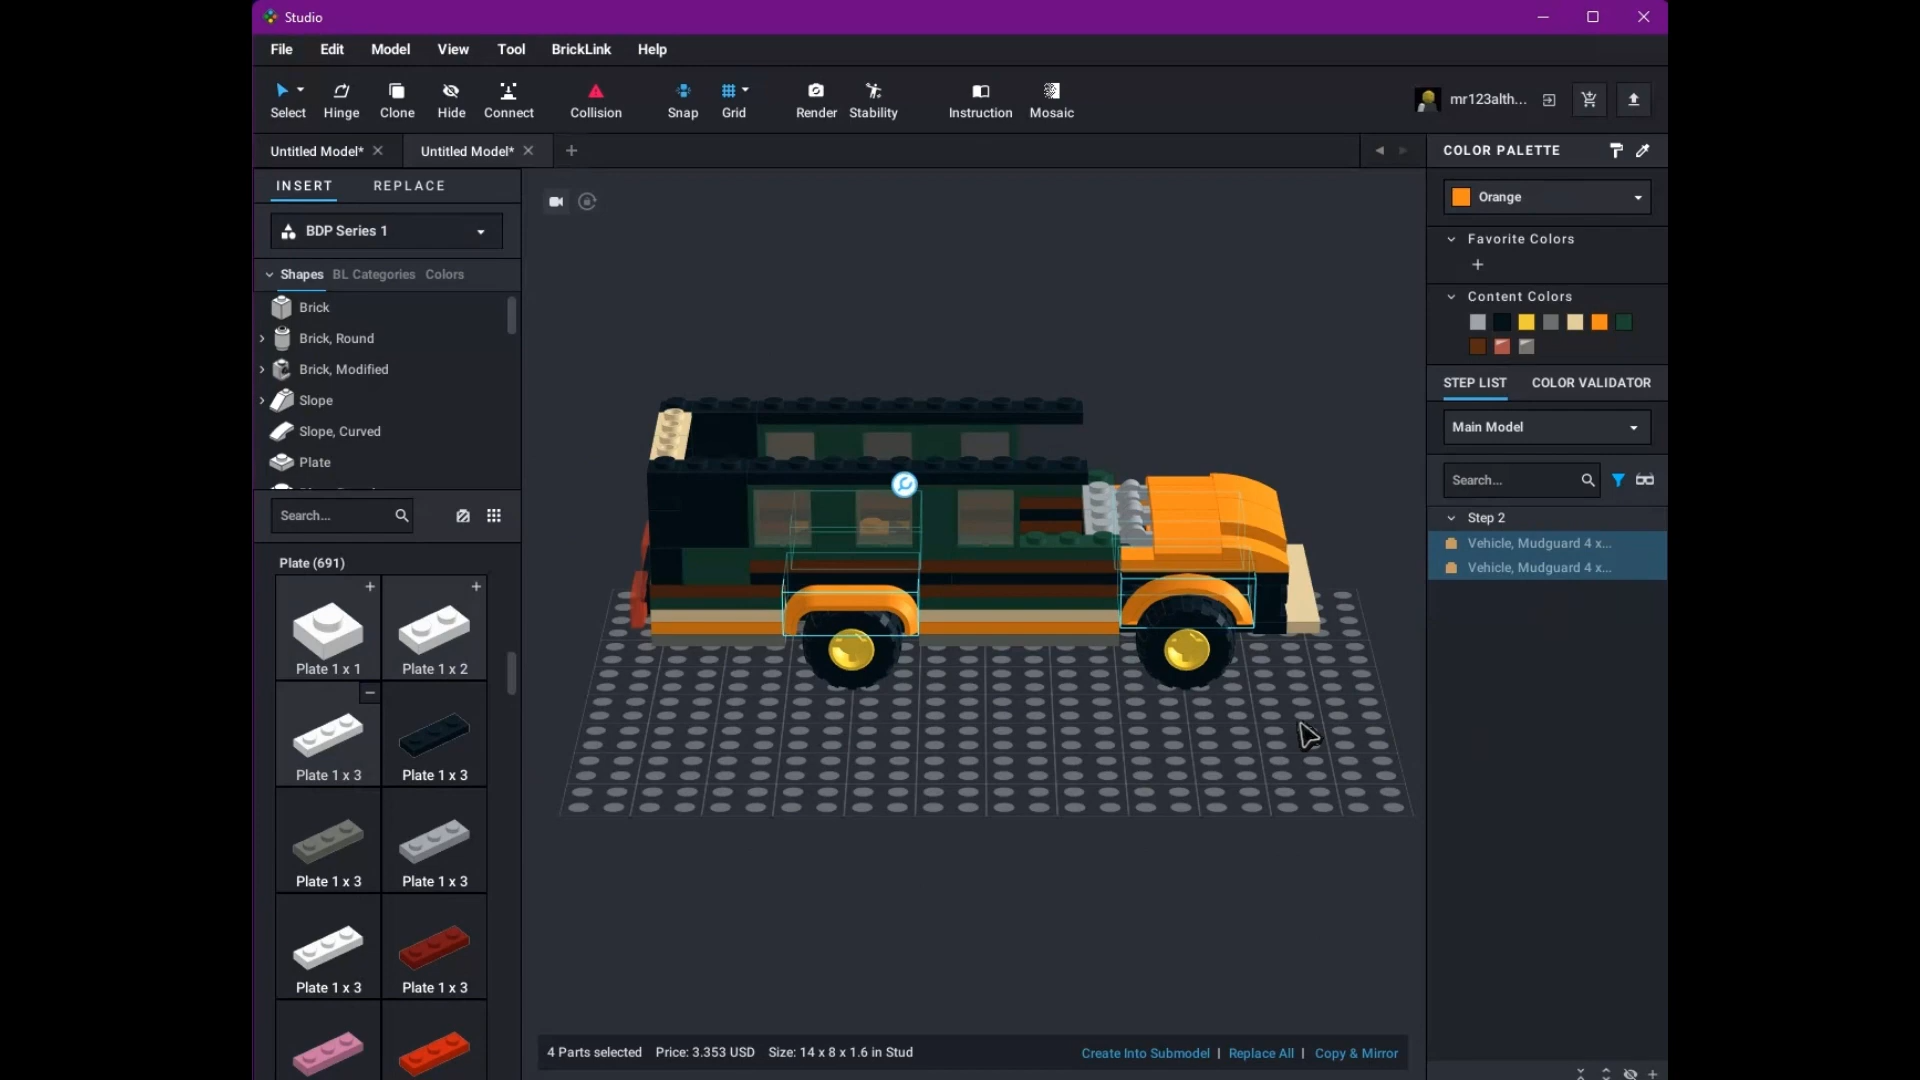 Studio
File Edit Model View Tool BrickLink Help
Select Hinge Clone Hide Connect Collision Snap Grid Render Stability Instruction Mosaic
mr123alth...
Untitled Model* Untitled Model*
COLOR PALETTE
INSERT REPLACE
Orange
BDP Series 1
Favorite Colors
Shapes BL Categories Colors
Content Colors
Brick
Brick, Round
Brick, Modified
STEP LIST COLOR VALIDATOR
Slope
Slope, Curved
Main Model
Plate
Search...
Search...
Step 2
Vehicle, Mudguard 4 x...
Vehicle, Mudguard 4 x...
Plate (691)
Plate 1 x 1 Plate 1 x 2
Plate 1 x 3 Plate 1 x 3
Plate 1 x 3 Plate 1 x 3
Plate 1 x 3 Plate 1 x 3
4 Parts selected Price: 3.353 USD Size: 14 x 8 x 1.6 in Stud Create Into Submodel | Replace All | Copy & Mirror